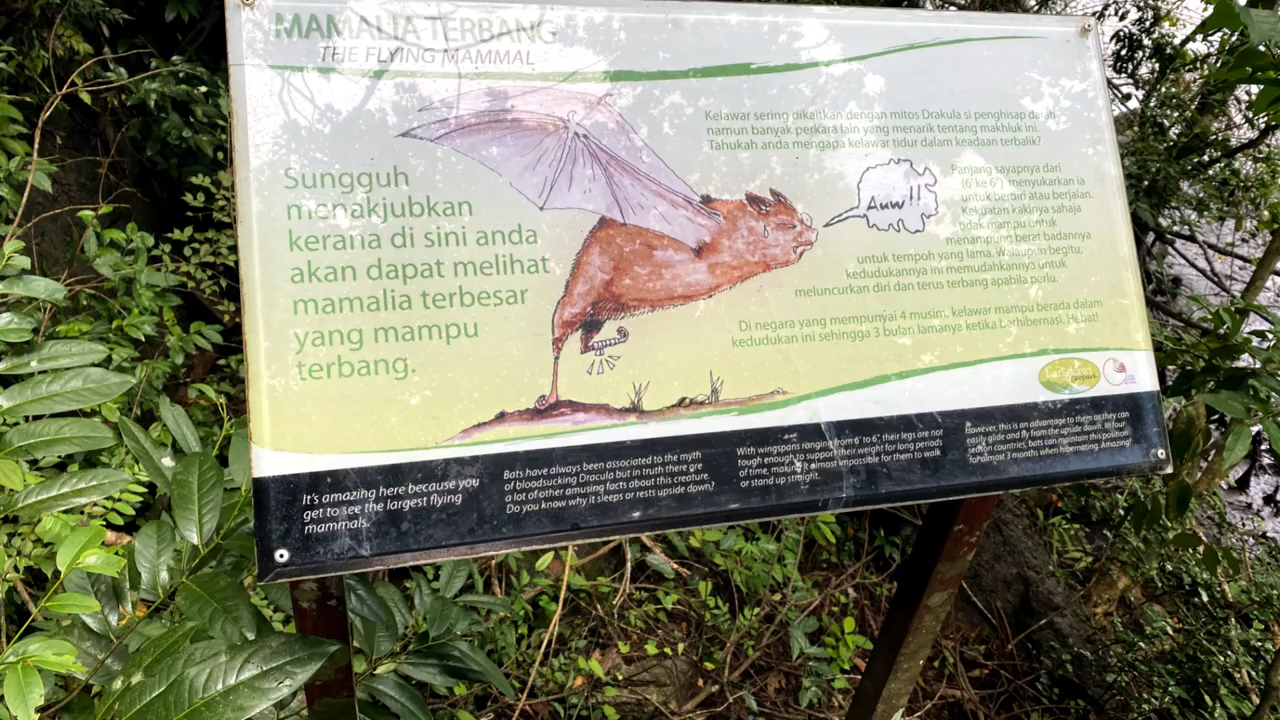 MAMALIA TERBANG
THE FLYING MAMMAL
Sungguh
menakjubkan
kerana di sini anda
akan dapat melihat
mamalia terbesar
yang mampu
terbang.
Kelawar sering dikaitkan dengan mitos Drakula si penghisap darah
namun banyak perkara lain yang menarik tentang makhluk ini.
Tahukah anda mengapa kelawar tidur dalam keadaan terbalik?
Auw!!
Panjang sayapnya dari
(6' ke 6") menyukarkan ia
untuk berdiri atau berjalan.
Kekuatan kakinya sahaja
tidak mampu untuk
menampung berat badannya
untuk tempoh yang lama. Walaupun begitu,
kedudukannya ini memudahkannya untuk
meluncurkan diri dan terus terbang apabila perlu.
Di negara yang mempunyai 4 musim, kelawar mampu berada dalam
kedudukan ini sehingga 3 bulan lamanya ketika berhibernasi. Hebat!
Langkawi
Geopark
It's amazing here because you
get to see the largest flying
mammals.
Bats have always been associated to the myth
of bloodsucking Dracula but in truth there are
a lot of other amusing facts about this creature.
Do you know why it sleeps or rests upside down?
With wingspans ranging from 6' to 6", their legs are not
tough enough to support their weight for long periods
of time, making it almost impossible for them to walk
or stand up straight.
However, this is an advantage to them as they can
easily glide and fly from the upside down. In four
season countries, bats can maintain this position
for almost 3 months when hibernating. Amazing!